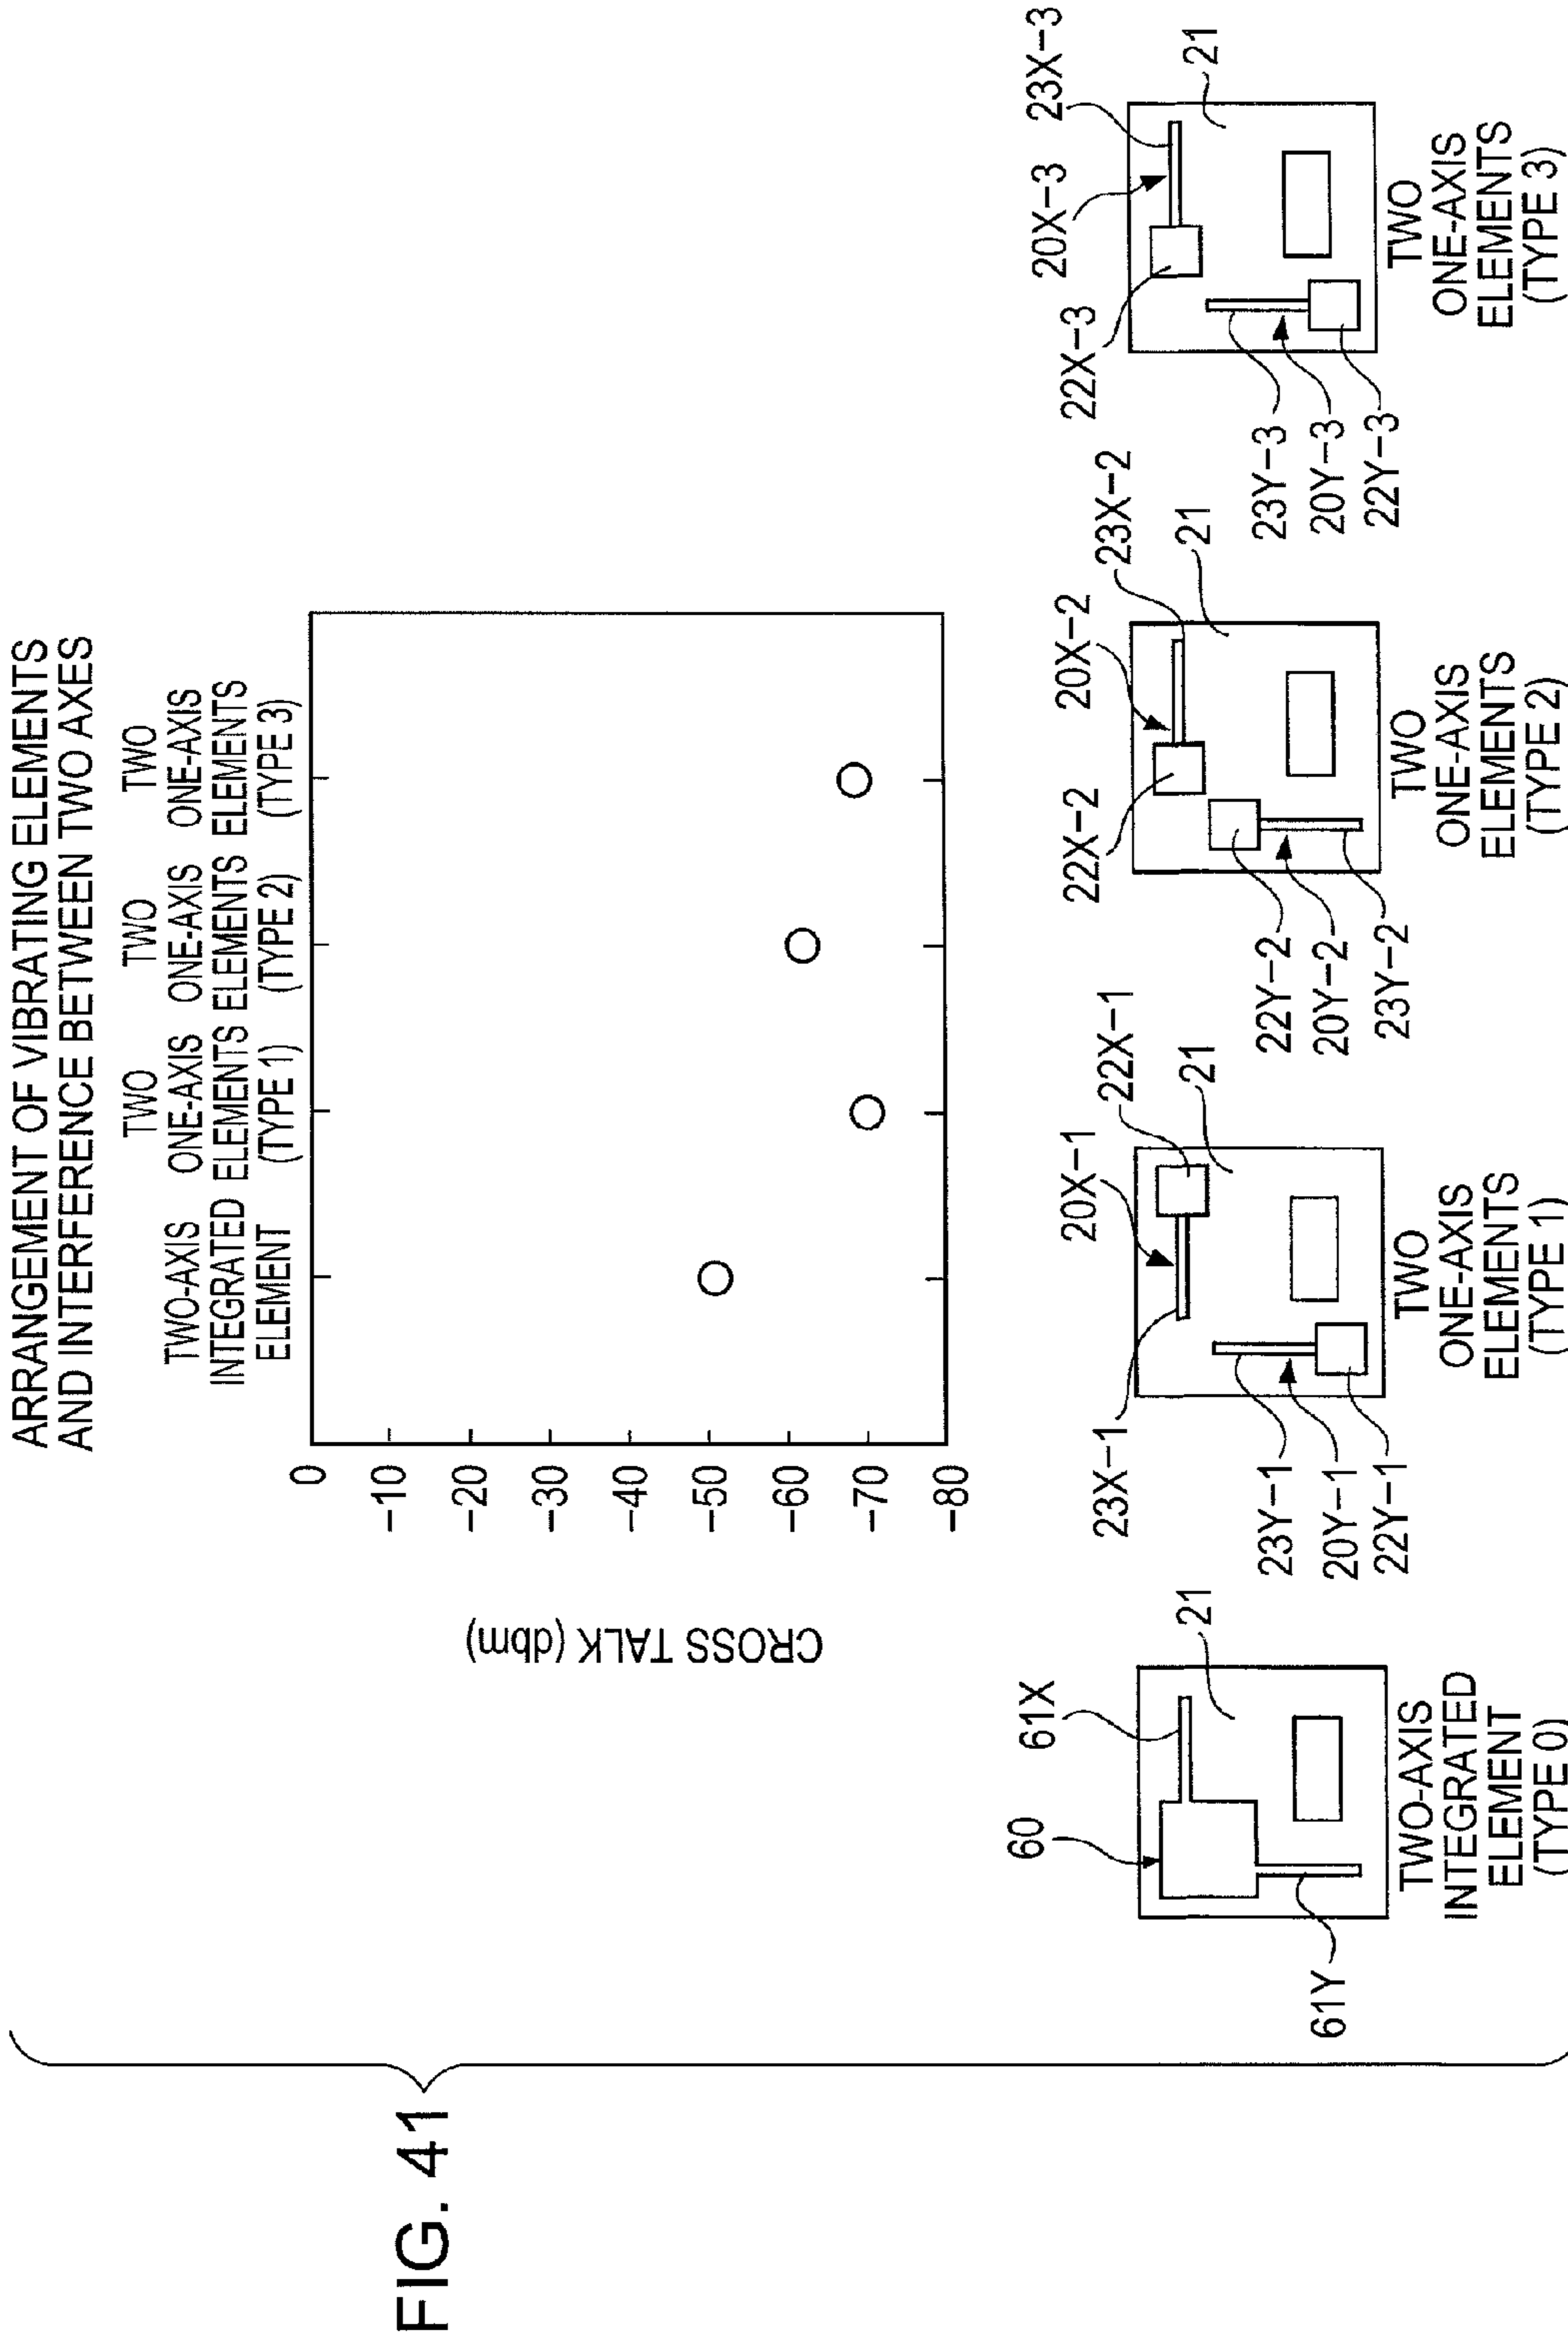 FIG. 41
ARRANGEMENT OF VIBRATING ELEMENTS
AND INTERFERENCE BETWEEN TWO AXES
TWO-AXIS
INTEGRATED
ELEMENT
TWO
ONE-AXIS
ELEMENTS
(TYPE 1)
TWO
ONE-AXIS
ELEMENTS
(TYPE 2)
TWO
ONE-AXIS
ELEMENTS
(TYPE 3)
CROSS TALK (dbm)
0
-10
-20
-30
-40
-50
-60
-70
-80
60
61X
21
61Y
TWO-AXIS
INTEGRATED
ELEMENT
(TYPE 0)
20X-1
22X-1
23X-1
21
23Y-1
20Y-1
22Y-1
TWO
ONE-AXIS
ELEMENTS
(TYPE 1)
20X-2
23X-2
22X-2
21
22Y-2
20Y-2
23Y-2
TWO
ONE-AXIS
ELEMENTS
(TYPE 2)
20X-3
23X-3
22X-3
21
23Y-3
20Y-3
22Y-3
TWO
ONE-AXIS
ELEMENTS
(TYPE 3)